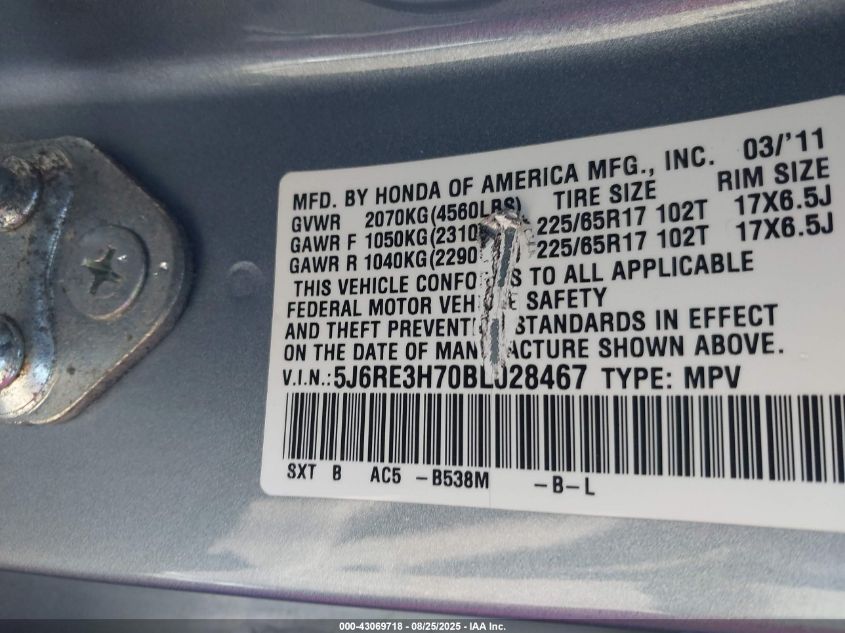 MFD. BY HONDA OF AMERICA MFG., INC. 03/'11
GVWR 2070KG(4560LBS) TIRE SIZE RIM SIZE
GAWR F 1050KG(2310 225/65R17 102T 17X6.5J
GAWR R 1040KG(2290 225/65R17 102T 17X6.5J
THIS VEHICLE CONFO S TO ALL APPLICABLE
FEDERAL MOTOR VEH E SAFETY
AND THEFT PREVENTI STANDARDS IN EFFECT
ON THE DATE OF MAN ACTURE SHOWN ABOVE.
V.I.N.: 5J6RE3H70BL028467 TYPE: MPV
SXT B AC5 -B538M -B-L
000-43069718 - 08/25/2025 - IAA Inc.